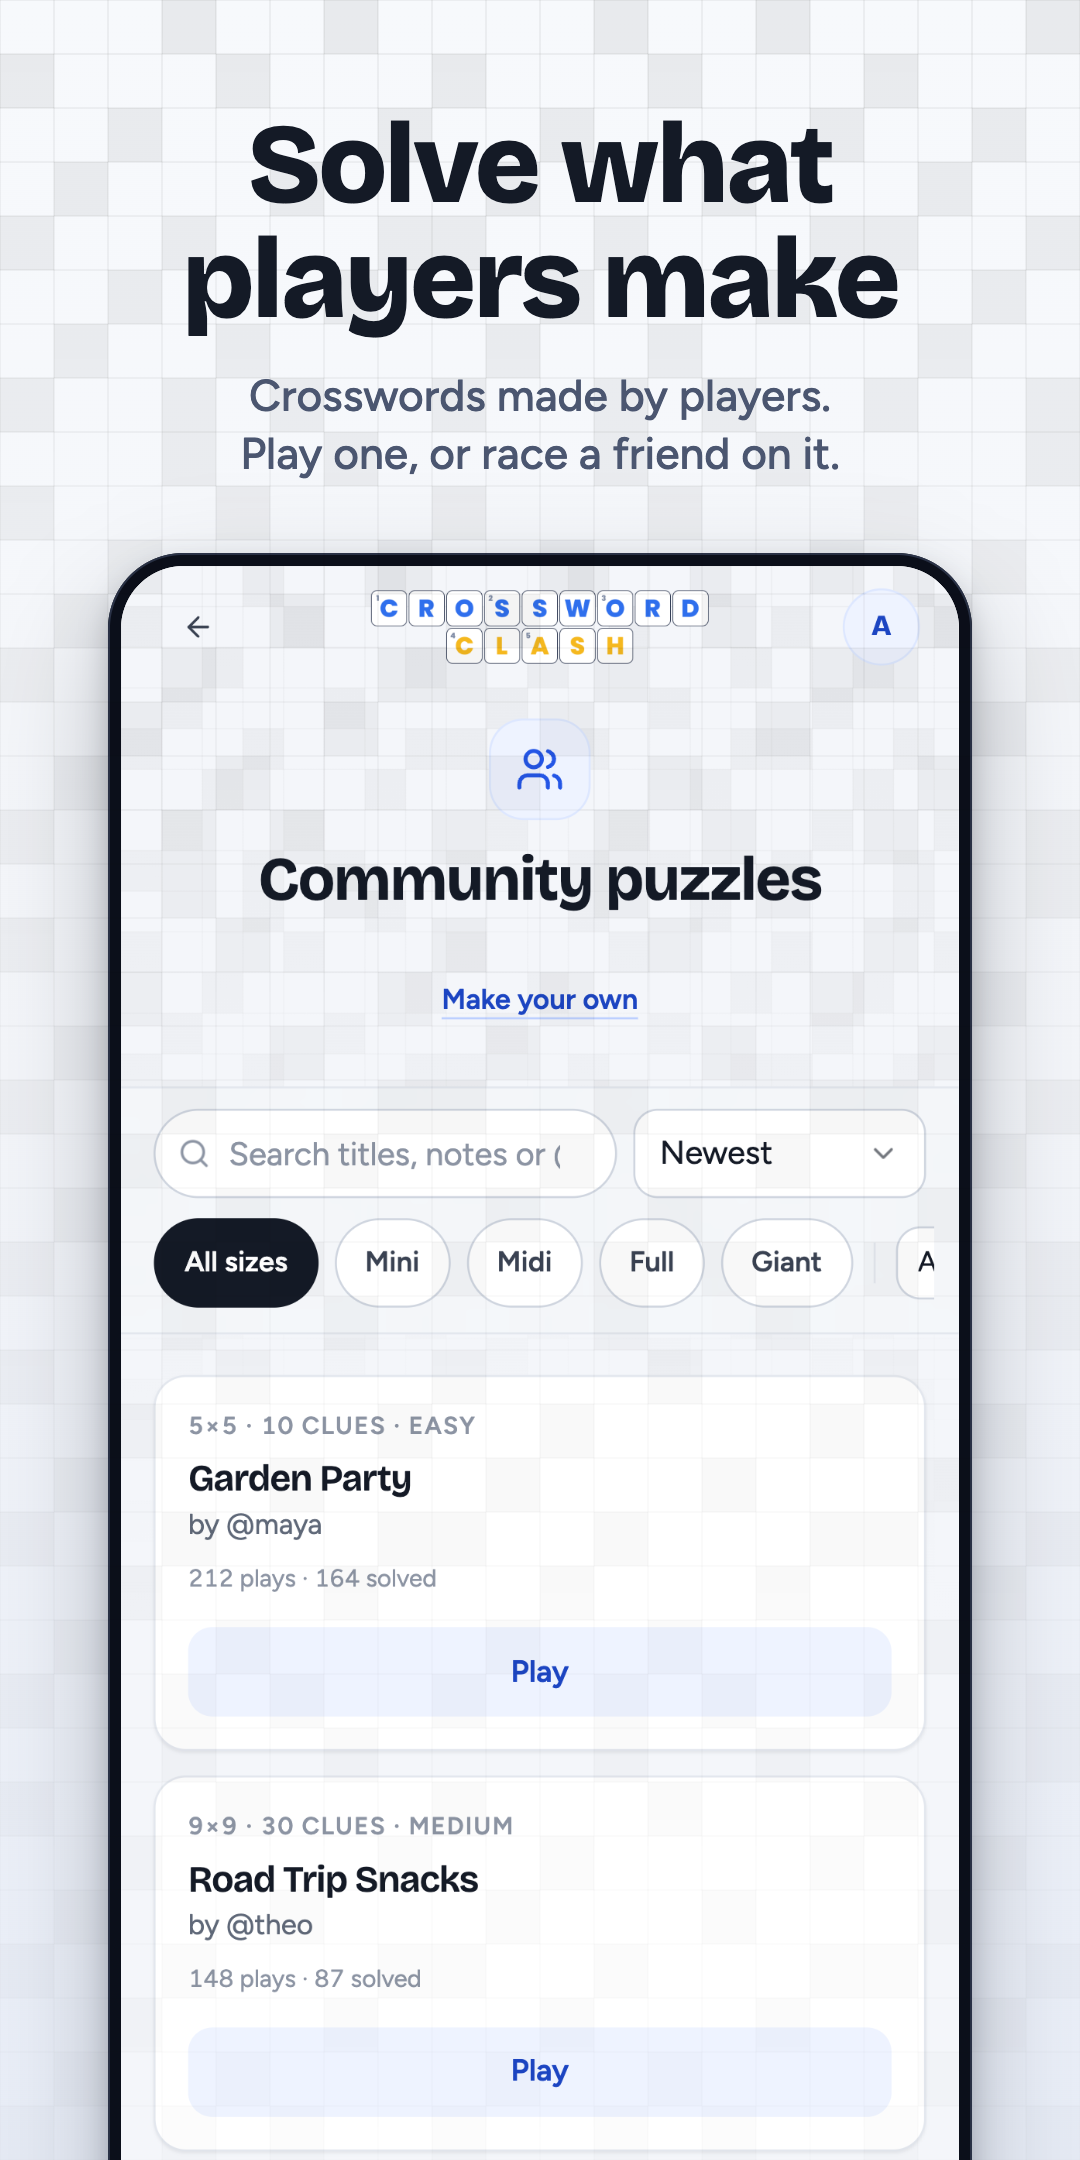 Solve what
players make
Crosswords made by players.
Play one, or race a friend on it.
CROSSWORD
CLASH
A
Community puzzles
Make your own
Search titles, notes or
Newest
All sizes
Mini
Midi
Full
Giant
A
5×5 · 10 CLUES · EASY
Garden Party
by @maya
212 plays · 164 solved
Play
9×9 · 30 CLUES · MEDIUM
Road Trip Snacks
by @theo
148 plays · 87 solved
Play